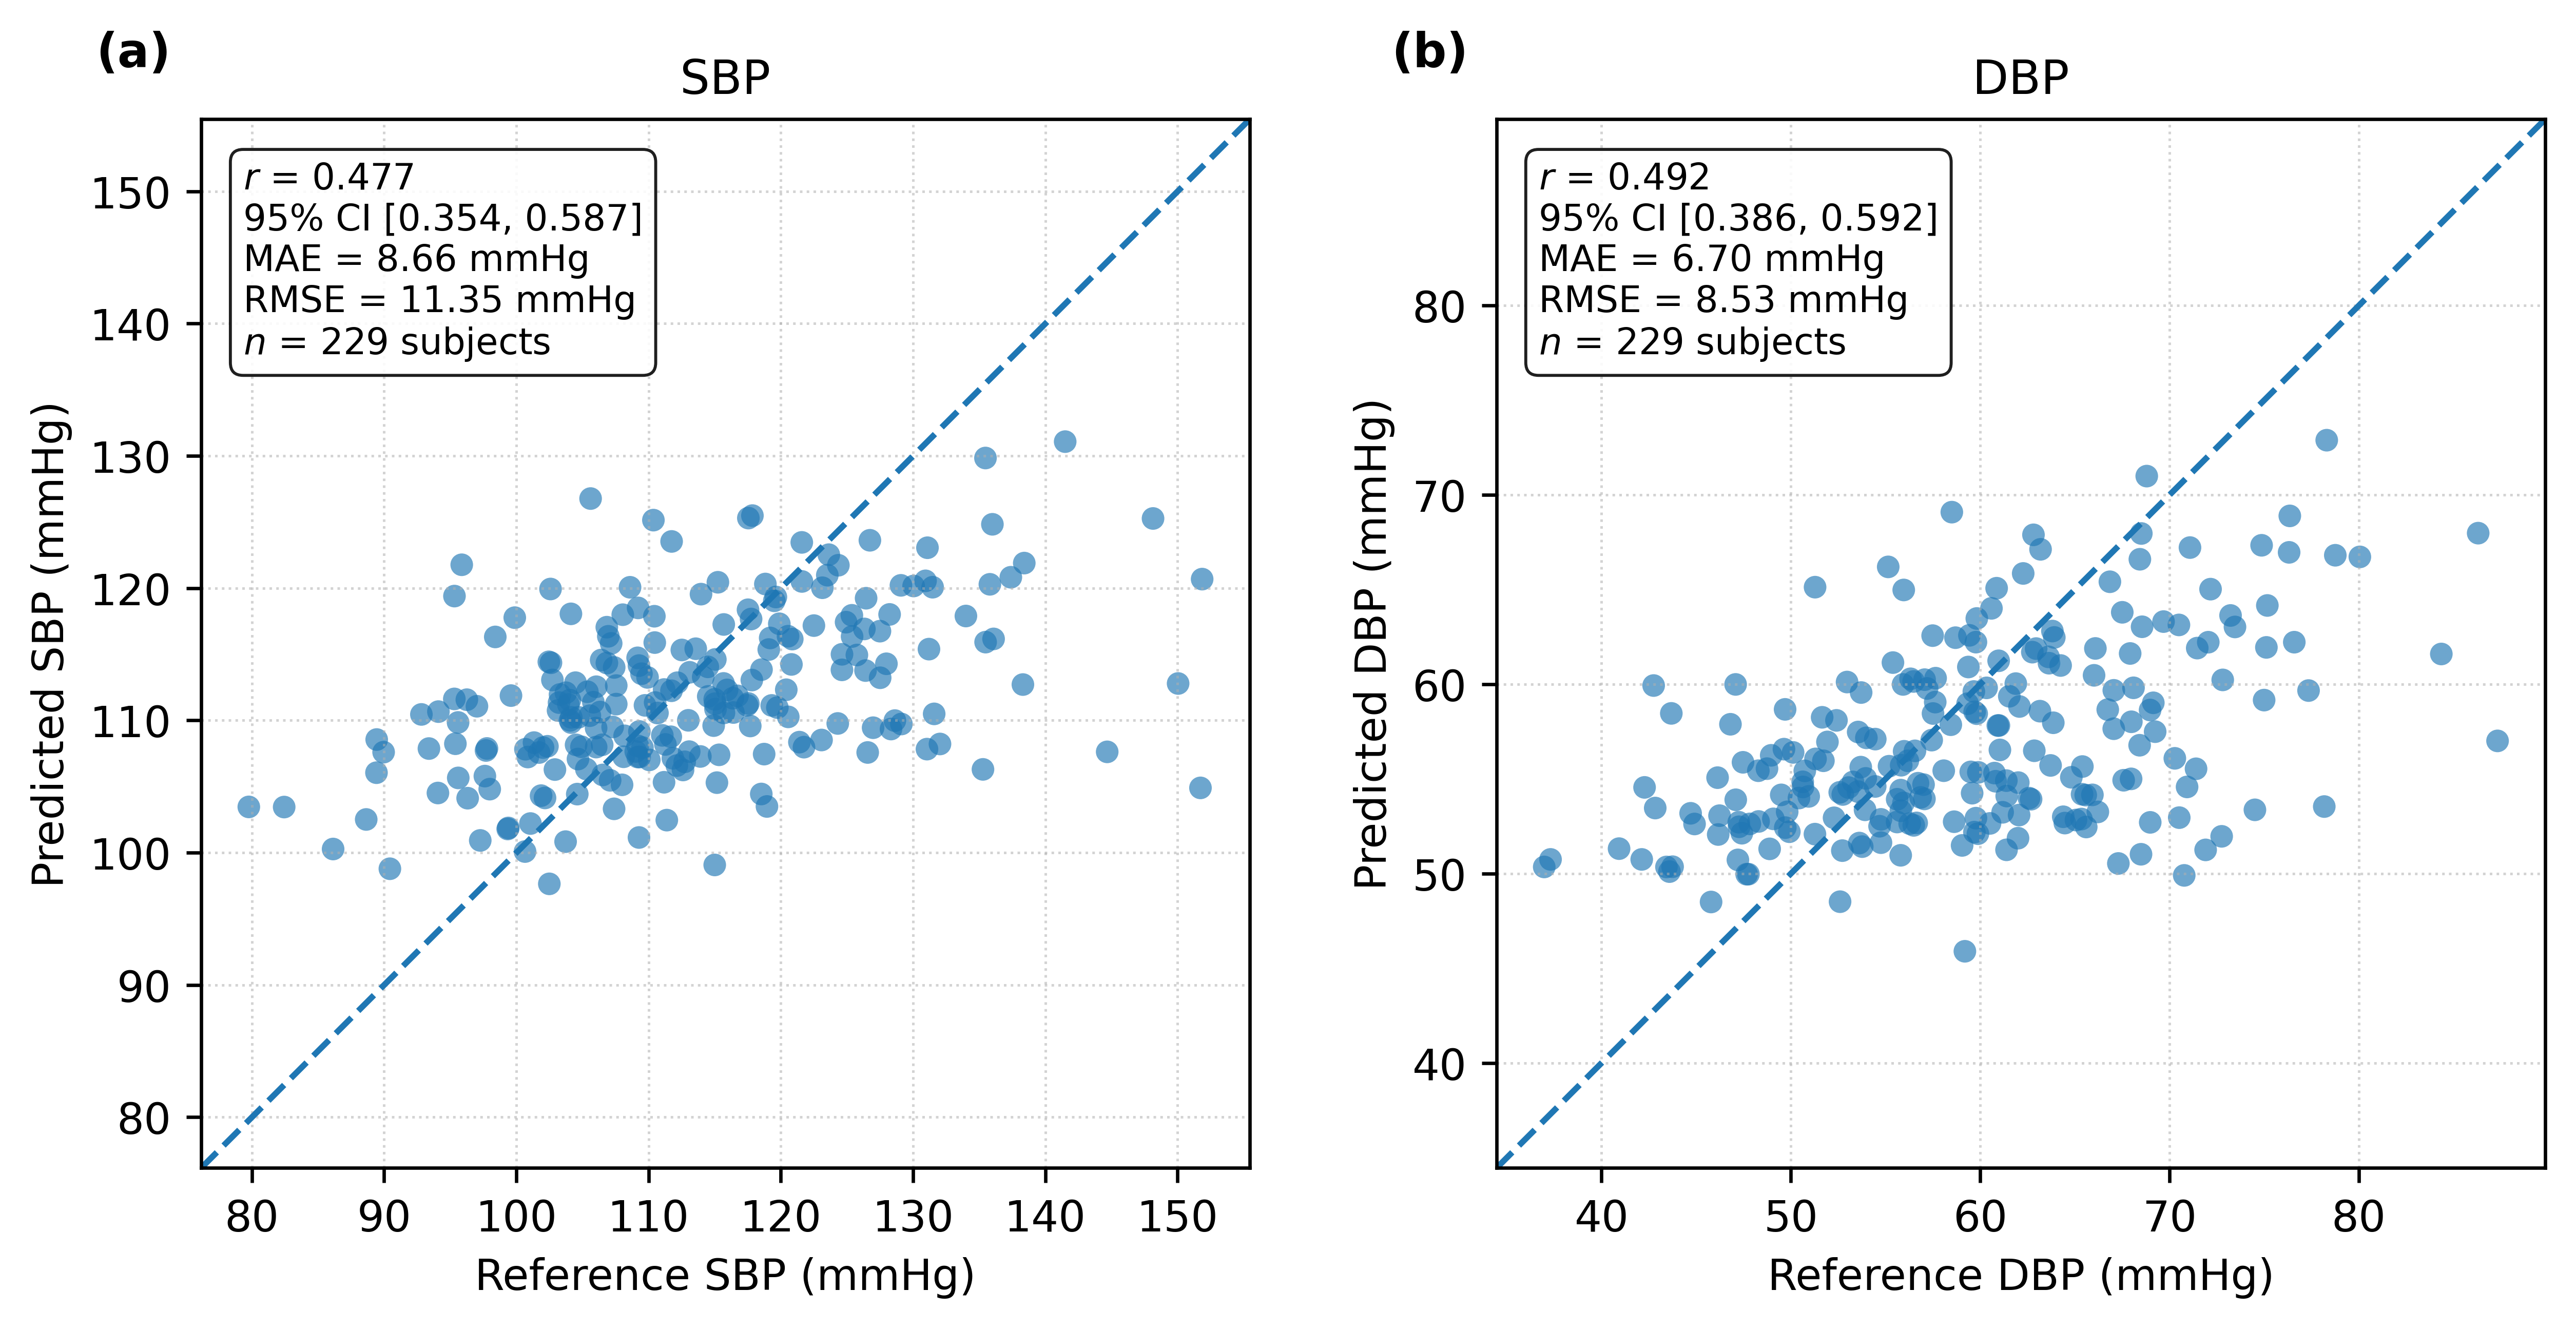 (a)
SBP
r = 0.477
95% CI [0.354, 0.587]
MAE = 8.66 mmHg
RMSE = 11.35 mmHg
n = 229 subjects
Predicted SBP (mmHg)
150
140
130
120
110
100
90
80
80 90 100 110 120 130 140 150
Reference SBP (mmHg)
(b)
DBP
r = 0.492
95% CI [0.386, 0.592]
MAE = 6.70 mmHg
RMSE = 8.53 mmHg
n = 229 subjects
Predicted DBP (mmHg)
80
70
60
50
40
40 50 60 70 80
Reference DBP (mmHg)